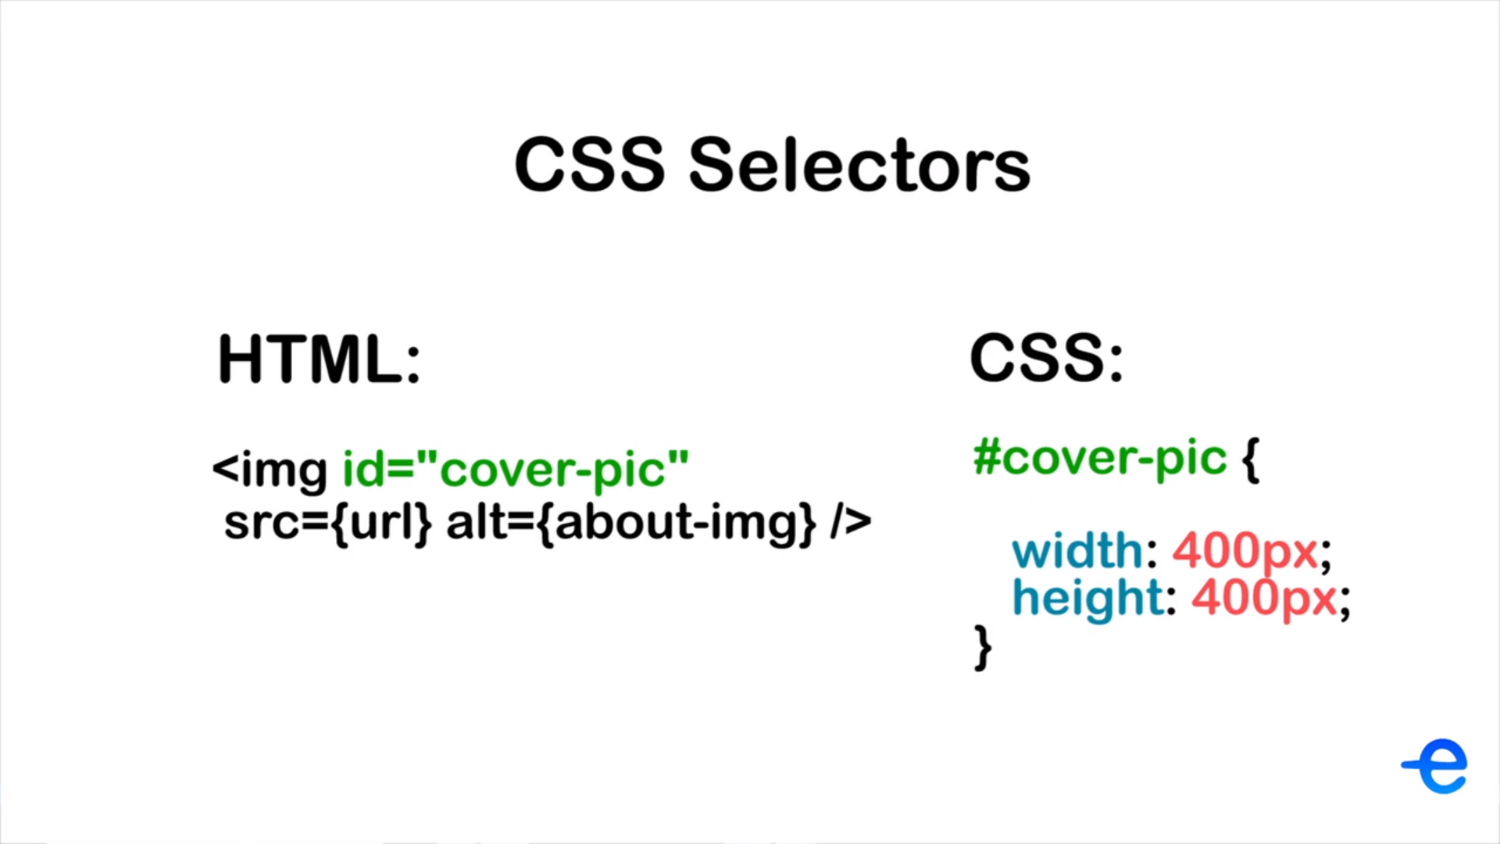 CSS Selectors
HTML:
<img id="cover-pic"
src={url} alt={about-img} />
CSS:
#cover-pic {
width: 400px;
height: 400px;
}
e